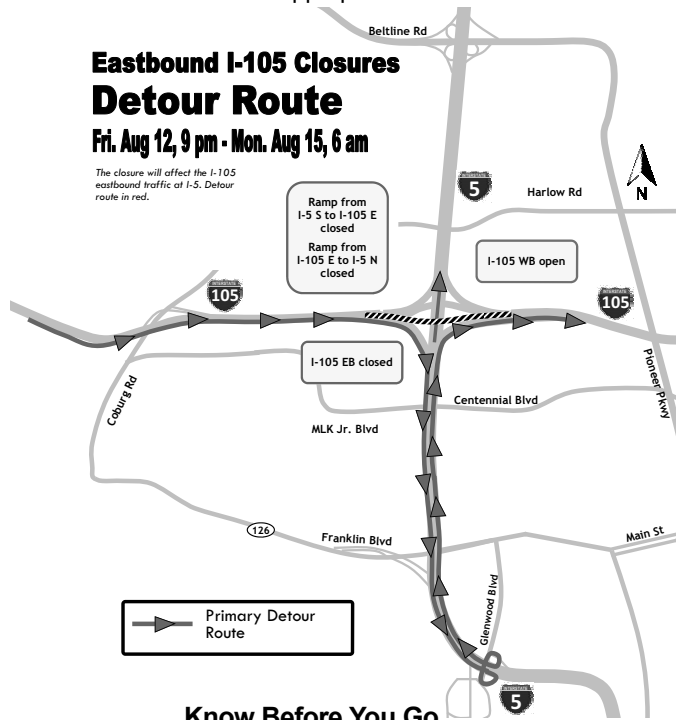 Beltline Rd
Eastbound I-105 Closures
Detour Route
Fri. Aug 12, 9 pm - Mon. Aug 15, 6 am
The closure will affect the I-105
eastbound traffic at I-5. Detour
route in red.
5
Harlow Rd
N
Ramp from
I-5 S to I-105 E
closed
Ramp from
I-105 E to I-5 N
closed
I-105 WB open
INTERSTATE
105
INTERSTATE
105
I-105 EB closed
Pioneer Pkwy
Coburg Rd
Centennial Blvd
MLK Jr. Blvd
126
Franklin Blvd
Main St
Glenwood Blvd
Primary Detour
Route
INTERSTATE
5
Know Before You Go